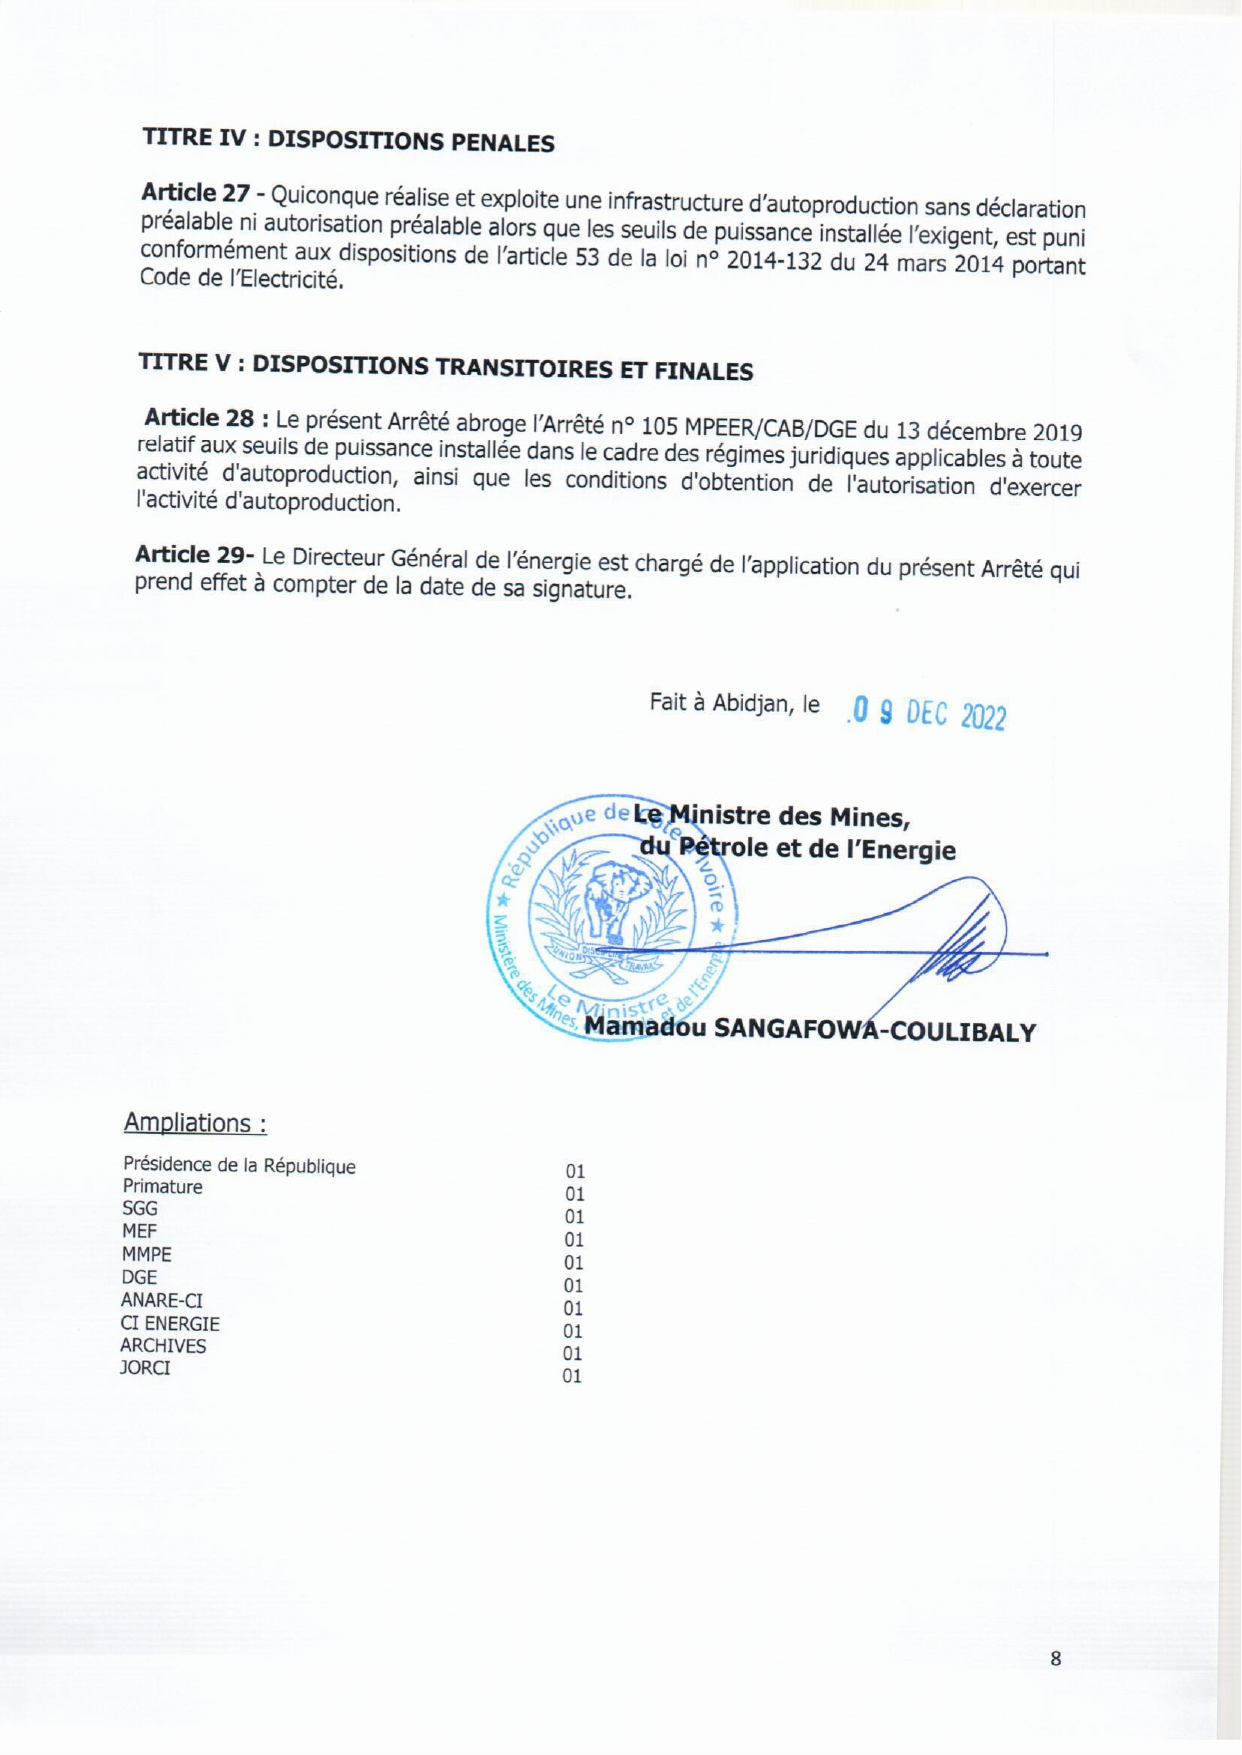 TITRE IV : DISPOSITIONS PENALES
Article 27 - Quiconque réalise et exploite une infrastructure d'autoproduction sans déclaration
préalable ni autorisation préalable alors que les seuils de puissance installée l'exigent, est puni
conformément aux dispositions de l'article 53 de la loi n° 2014-132 du 24 mars 2014 portant
Code de l'Electricité.
TITRE V : DISPOSITIONS TRANSITOIRES ET FINALES
Article 28 : Le présent Arrêté abroge l'Arrêté n° 105 MPEER/CAB/DGE du 13 décembre 2019
relatif aux seuils de puissance installée dans le cadre des régimes juridiques applicables à toute
activité d'autoproduction, ainsi que les conditions d'obtention de l'autorisation d'exercer
l'activité d'autoproduction.
Article 29- Le Directeur Général de l'énergie est chargé de l'application du présent Arrêté qui
prend effet à compter de la date de sa signature.
Fait à Abidjan, le 09 DEC 2022
Le Ministre des Mines,
du Pétrole et de l'Energie
République de Côte d'Ivoire
Ministère des Mines, et de l'Energie
UNION DISCIPLINE TRAVAIL
Le Ministre
Mamadou SANGAFOWA-COULIBALY
Ampliations :
Présidence de la République 01
Primature 01
SGG 01
MEF 01
MMPE 01
DGE 01
ANARE-CI 01
CI ENERGIE 01
ARCHIVES 01
JORCI 01
8